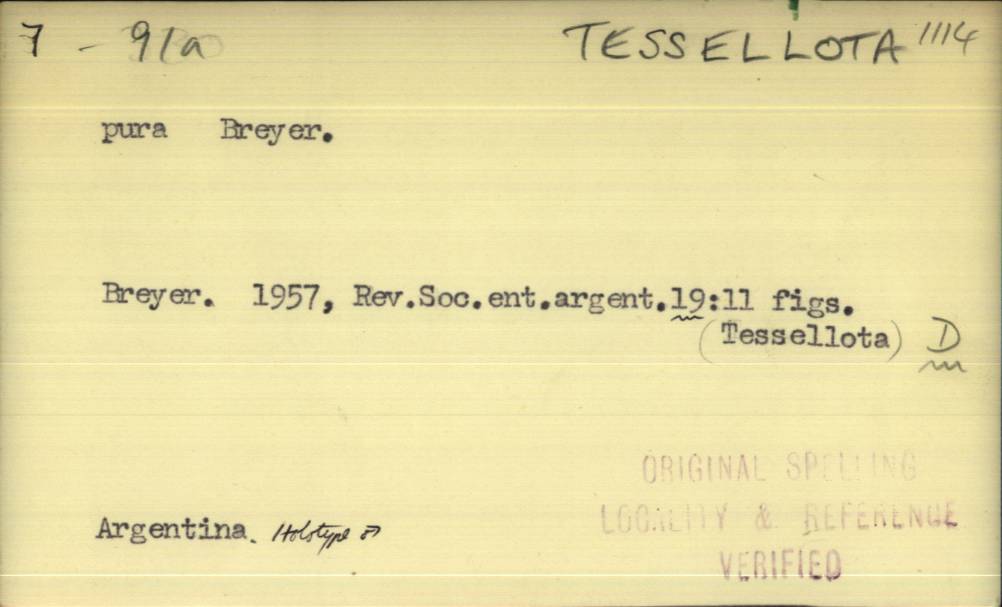 7 - 91a TESSELLOTA 1114
pura Breyer.
Breyer. 1957, Rev.Soc.ent.argent.19:11 figs.
(Tessellota) D
ORIGINAL SPELLING
LOCALITY & REFERENCE
VERIFIED
Argentina. Holotype ♂